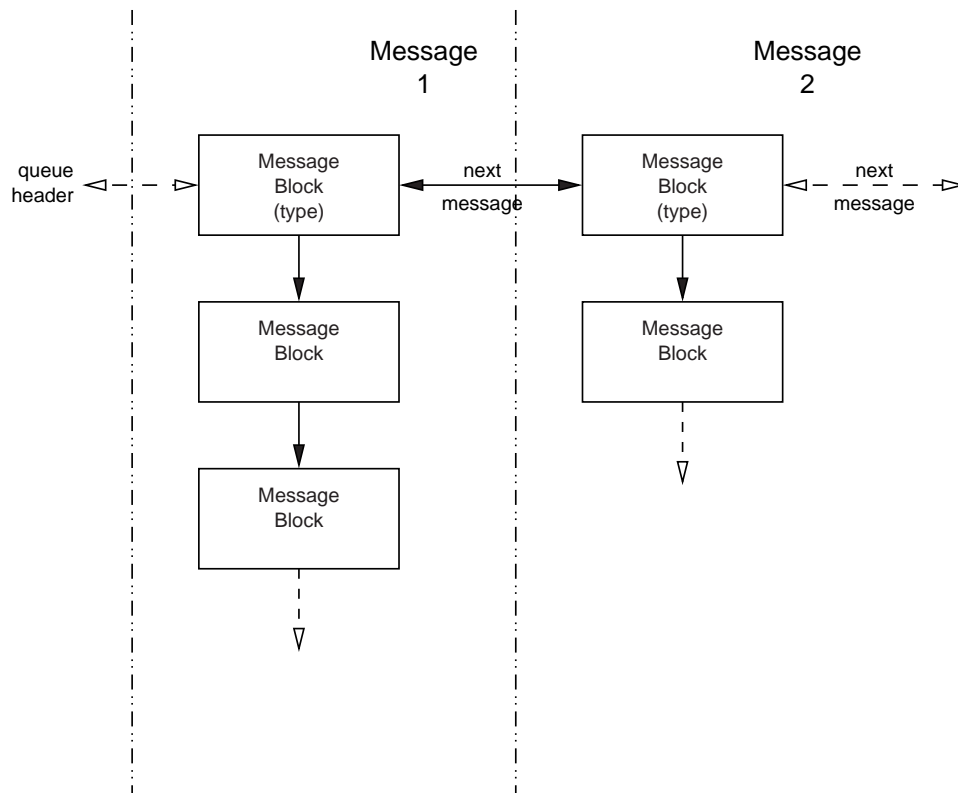 Message
1
Message
2
queue
header
Message
Block
(type)
next
message
Message
Block
(type)
next
message
Message
Block
Message
Block
Message
Block